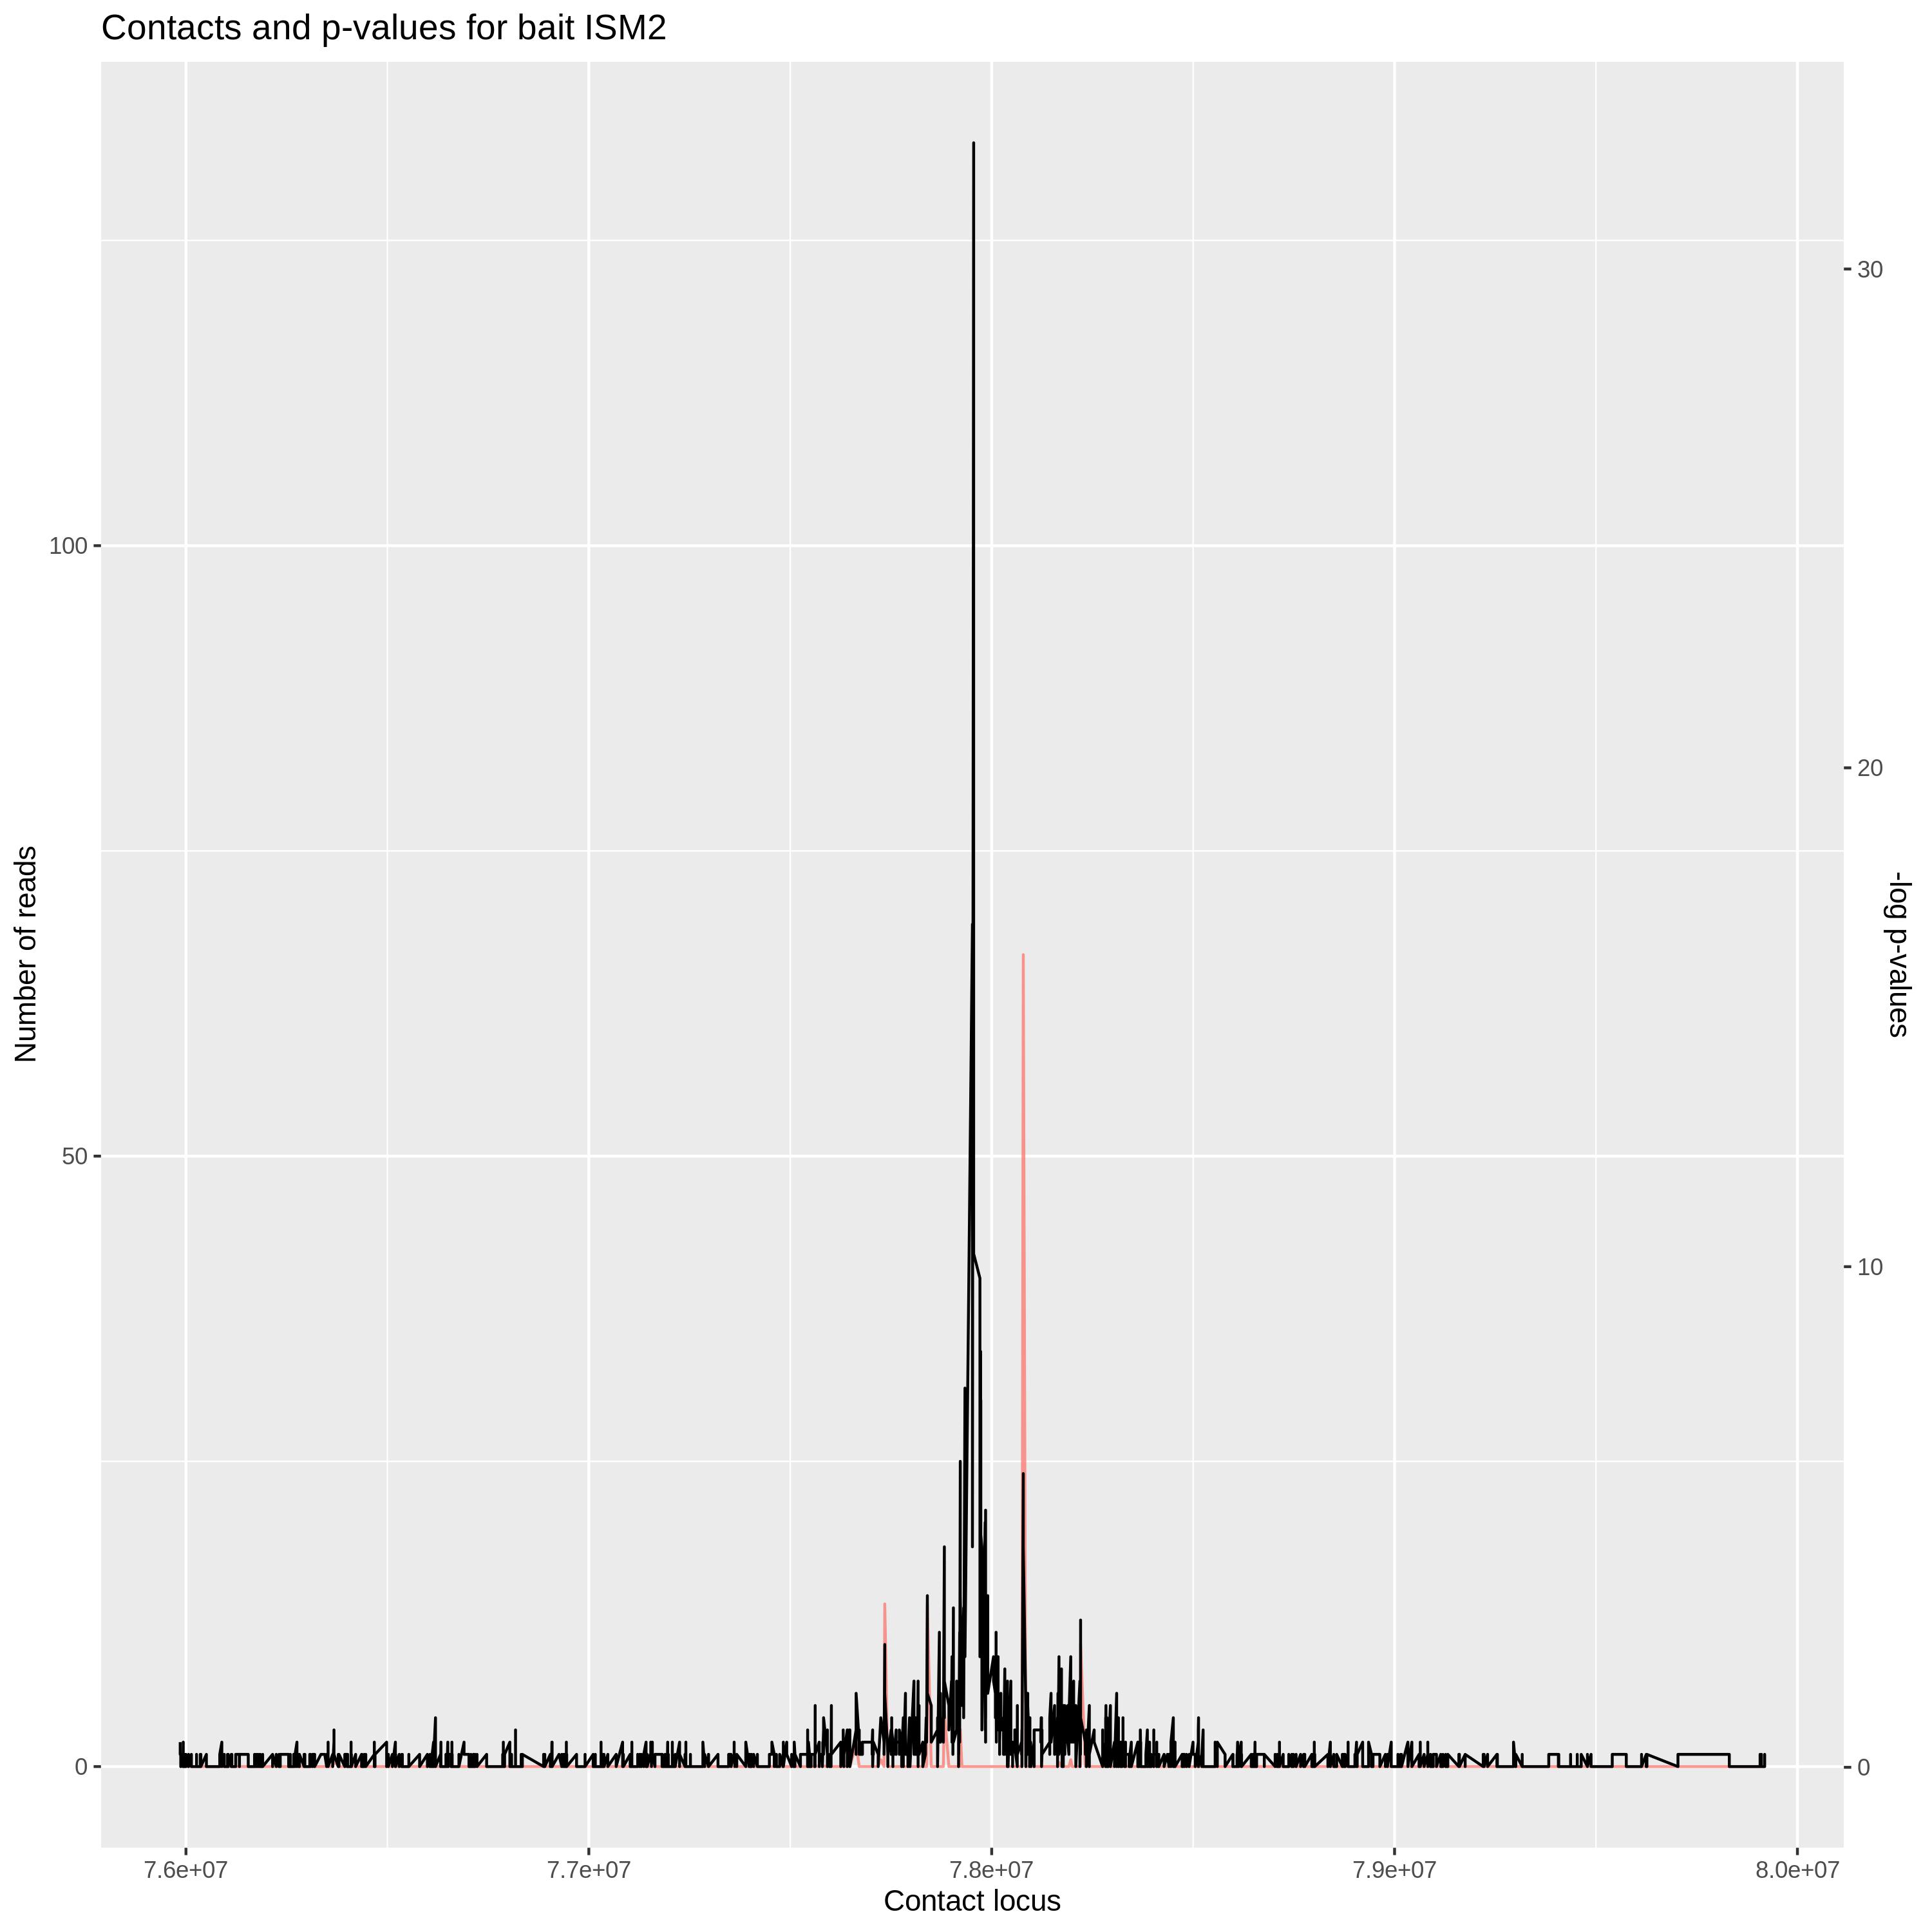 Contacts and p-values for bait ISM2
Number of reads
100
50
0
30
20
10
0
-log p-values
7.6e+07 7.7e+07 7.8e+07 7.9e+07 8.0e+07
Contact locus